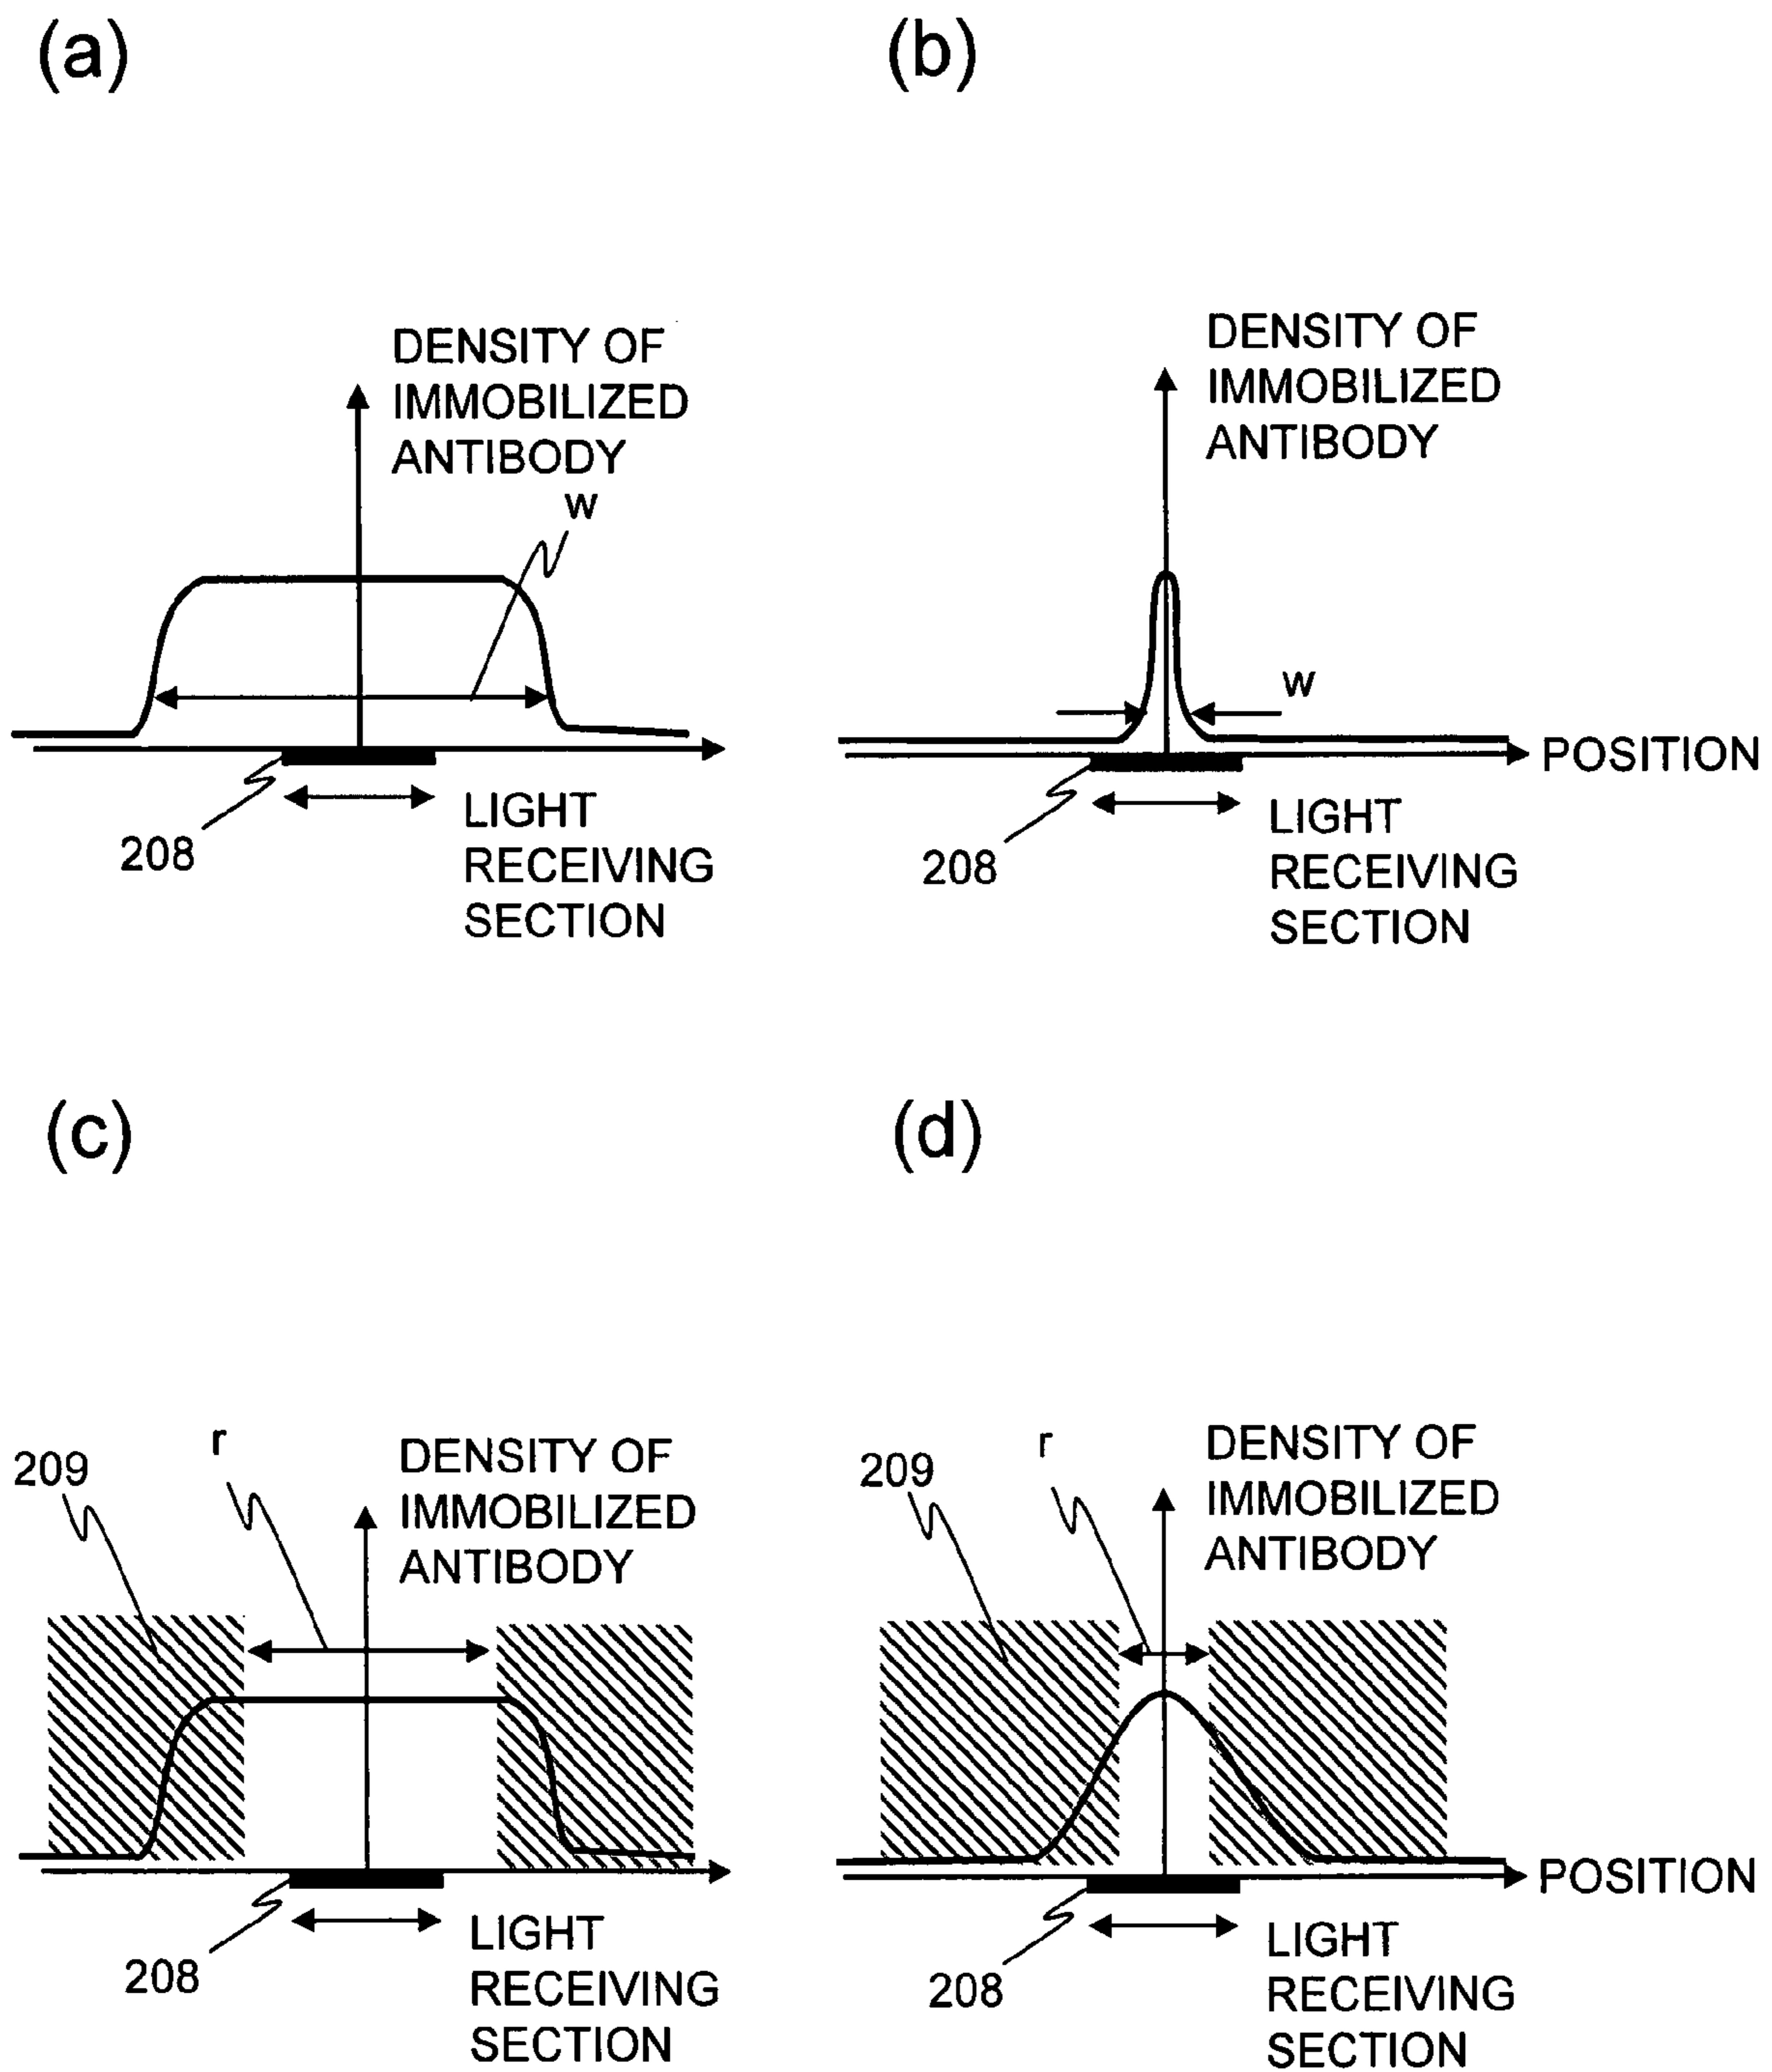 (a)
DENSITY OF
IMMOBILIZED
ANTIBODY
w
208
LIGHT
RECEIVING
SECTION
(b)
DENSITY OF
IMMOBILIZED
ANTIBODY
w
POSITION
208
LIGHT
RECEIVING
SECTION
(c)
209
r
DENSITY OF
IMMOBILIZED
ANTIBODY
208
LIGHT
RECEIVING
SECTION
(d)
209
r
DENSITY OF
IMMOBILIZED
ANTIBODY
POSITION
208
LIGHT
RECEIVING
SECTION